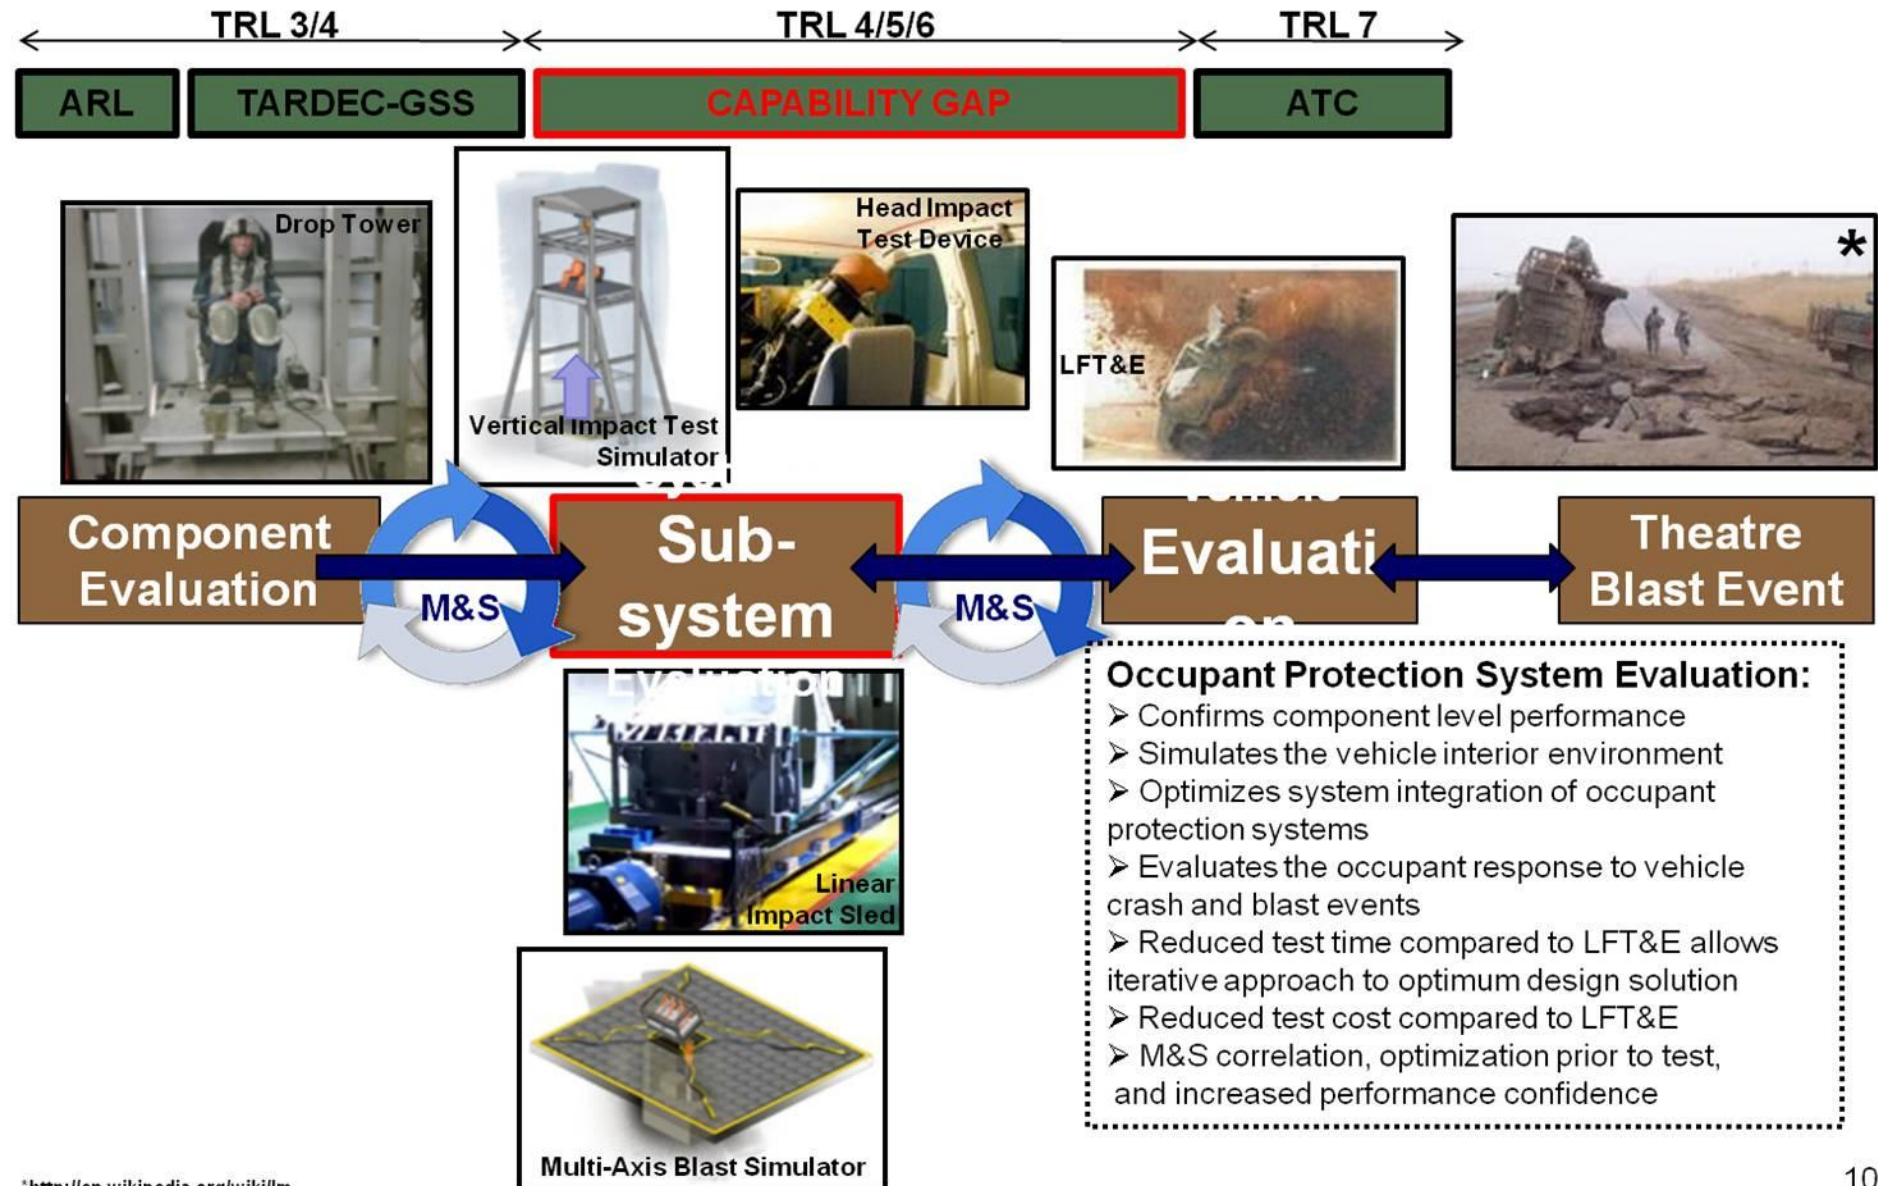 TRL 3/4
TRL 4/5/6
TRL 7
ARL
TARDEC-GSS
CAPABILITY GAP
ATC
Drop Tower
Vertical Impact Test
Simulator
Head Impact
Test Device
LFT&E
*
Component
Evaluation
M&S
Sub-
system
Evaluation
M&S
Vehicle
Evaluati
on
Theatre
Blast Event
Linear
Impact Sled
Multi-Axis Blast Simulator
Occupant Protection System Evaluation:
➢ Confirms component level performance
➢ Simulates the vehicle interior environment
➢ Optimizes system integration of occupant
protection systems
➢ Evaluates the occupant response to vehicle
crash and blast events
➢ Reduced test time compared to LFT&E allows
iterative approach to optimum design solution
➢ Reduced test cost compared to LFT&E
➢ M&S correlation, optimization prior to test,
and increased performance confidence
10